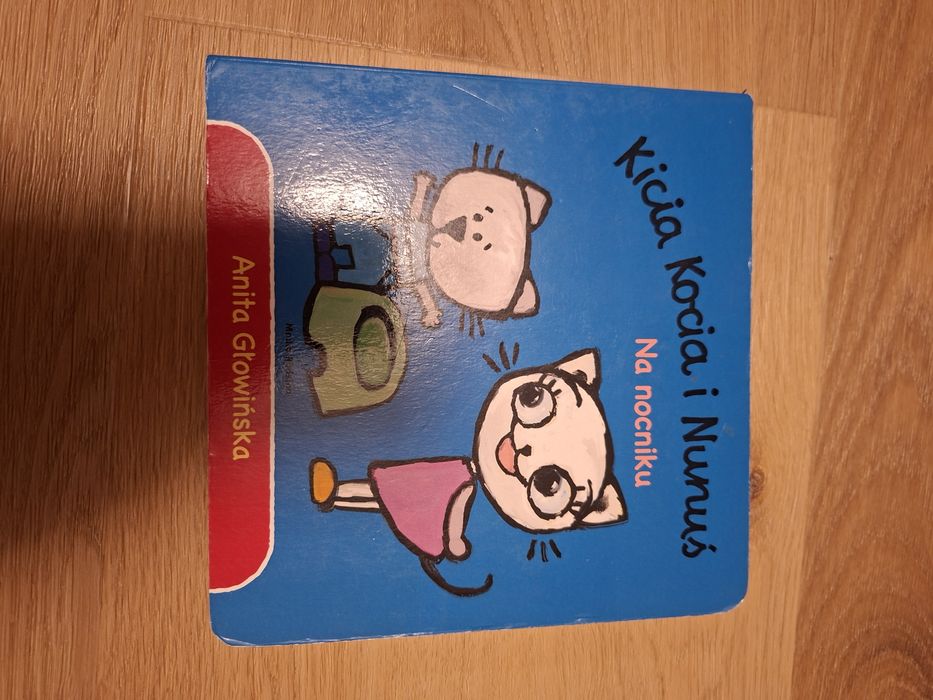 Kicia Kocia i Nunuś
Na nocniku
Anita Głowińska